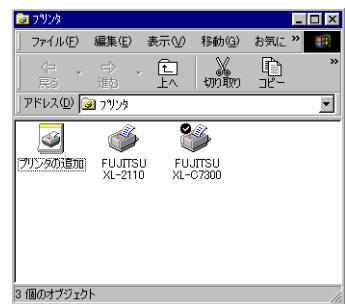 プリンタ
ファイル(F) 編集(E) 表示(V) 移動(G) お気に »
戻る 進む 上へ 切り取り コピー »
アドレス(D) プリンタ
プリンタの追加 FUJITSU XL-2110 FUJITSU XL-C7300
3 個のオブジェクト